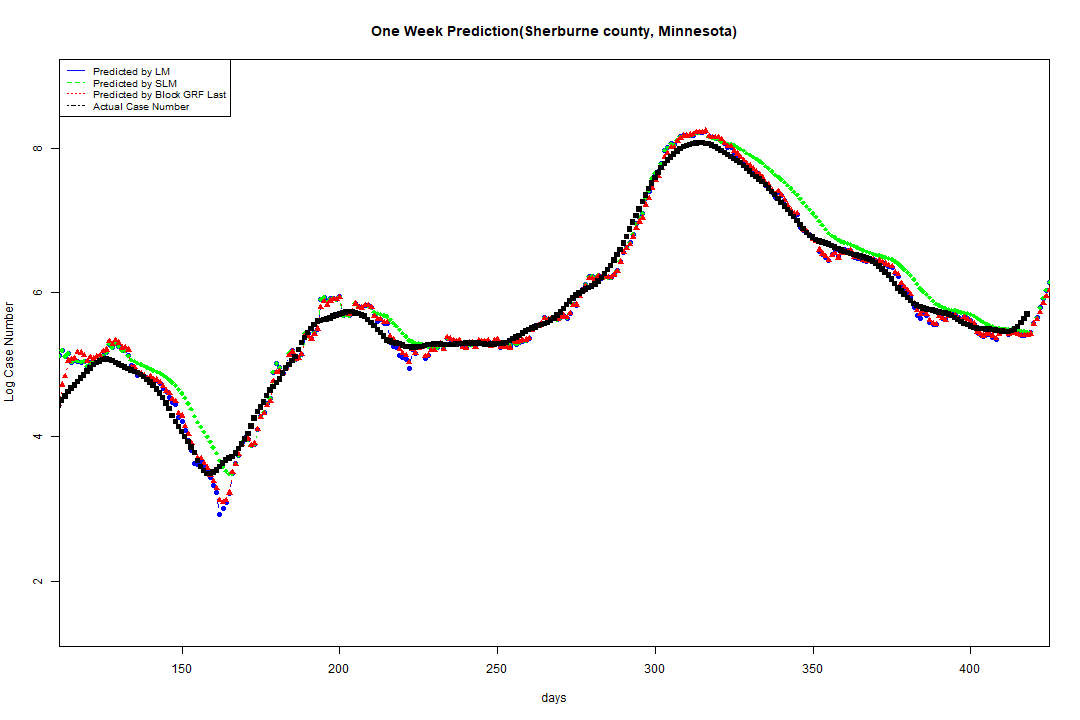 One Week Prediction(Sherburne county, Minnesota)
Predicted by LM
Predicted by SLM
Predicted by Block GRF Last
Actual Case Number
8
6
4
2
Log Case Number
150 200 250 300 350 400
days